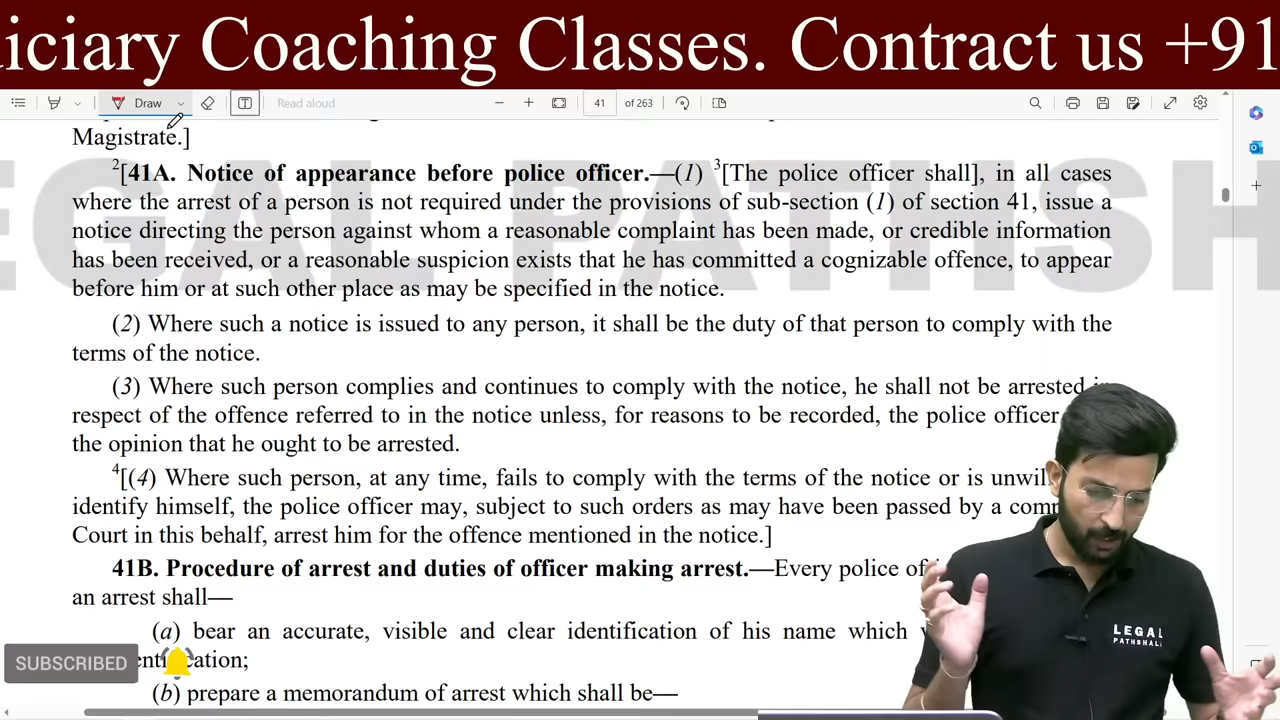 iciary Coaching Classes. Contract us +91
Draw
Read aloud
41
of 263
Magistrate.]
2[41A. Notice of appearance before police officer.—(1) 3[The police officer shall], in all cases
where the arrest of a person is not required under the provisions of sub-section (1) of section 41, issue a
notice directing the person against whom a reasonable complaint has been made, or credible information
has been received, or a reasonable suspicion exists that he has committed a cognizable offence, to appear
before him or at such other place as may be specified in the notice.
(2) Where such a notice is issued to any person, it shall be the duty of that person to comply with the
terms of the notice.
(3) Where such person complies and continues to comply with the notice, he shall not be arrested
respect of the offence referred to in the notice unless, for reasons to be recorded, the police officer
the opinion that he ought to be arrested.
4[(4) Where such person, at any time, fails to comply with the terms of the notice or is unwil
identify himself, the police officer may, subject to such orders as may have been passed by a com
Court in this behalf, arrest him for the offence mentioned in the notice.]
41B. Procedure of arrest and duties of officer making arrest.—Every police of
an arrest shall—
(a) bear an accurate, visible and clear identification of his name which
cation;
(b) prepare a memorandum of arrest which shall be—
EGAL PATHSH
SUBSCRIBED
LEGAL
PATHSHALA